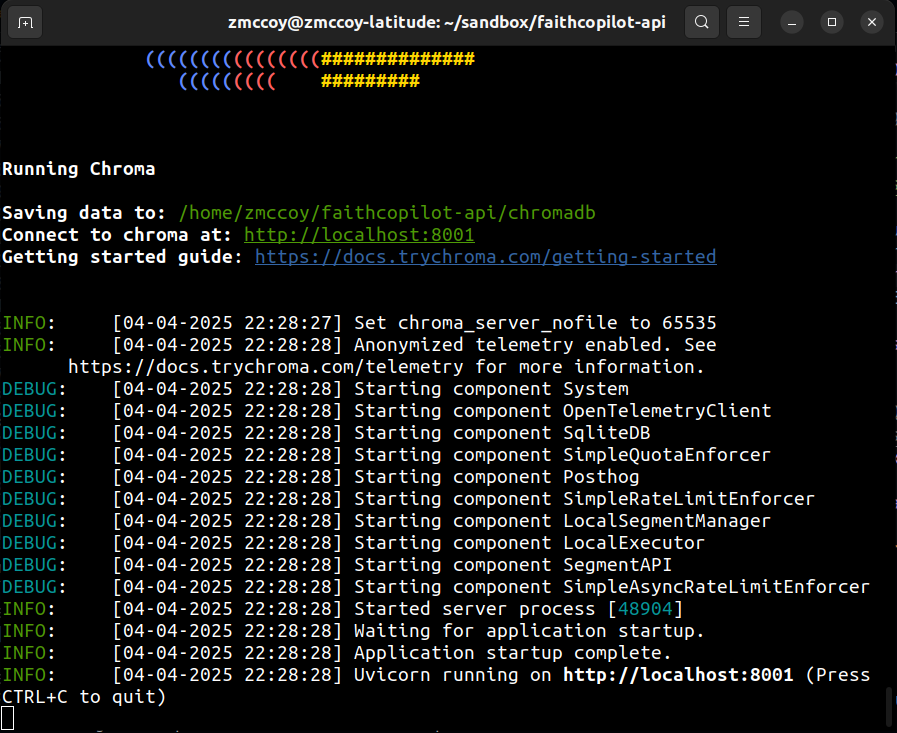 zmccoy@zmccoy-latitude: ~/sandbox/faithcopilot-api
((((((((((((((((##############
(((((((((    #########
Running Chroma
Saving data to: /home/zmccoy/faithcopilot-api/chromadb
Connect to chroma at: http://localhost:8001
Getting started guide: https://docs.trychroma.com/getting-started
INFO:     [04-04-2025 22:28:27] Set chroma_server_nofile to 65535
INFO:     [04-04-2025 22:28:28] Anonymized telemetry enabled. See
https://docs.trychroma.com/telemetry for more information.
DEBUG:    [04-04-2025 22:28:28] Starting component System
DEBUG:    [04-04-2025 22:28:28] Starting component OpenTelemetryClient
DEBUG:    [04-04-2025 22:28:28] Starting component SqliteDB
DEBUG:    [04-04-2025 22:28:28] Starting component SimpleQuotaEnforcer
DEBUG:    [04-04-2025 22:28:28] Starting component Posthog
DEBUG:    [04-04-2025 22:28:28] Starting component SimpleRateLimitEnforcer
DEBUG:    [04-04-2025 22:28:28] Starting component LocalSegmentManager
DEBUG:    [04-04-2025 22:28:28] Starting component LocalExecutor
DEBUG:    [04-04-2025 22:28:28] Starting component SegmentAPI
DEBUG:    [04-04-2025 22:28:28] Starting component SimpleAsyncRateLimitEnforcer
INFO:     [04-04-2025 22:28:28] Started server process [48904]
INFO:     [04-04-2025 22:28:28] Waiting for application startup.
INFO:     [04-04-2025 22:28:28] Application startup complete.
INFO:     [04-04-2025 22:28:28] Uvicorn running on http://localhost:8001 (Press
CTRL+C to quit)